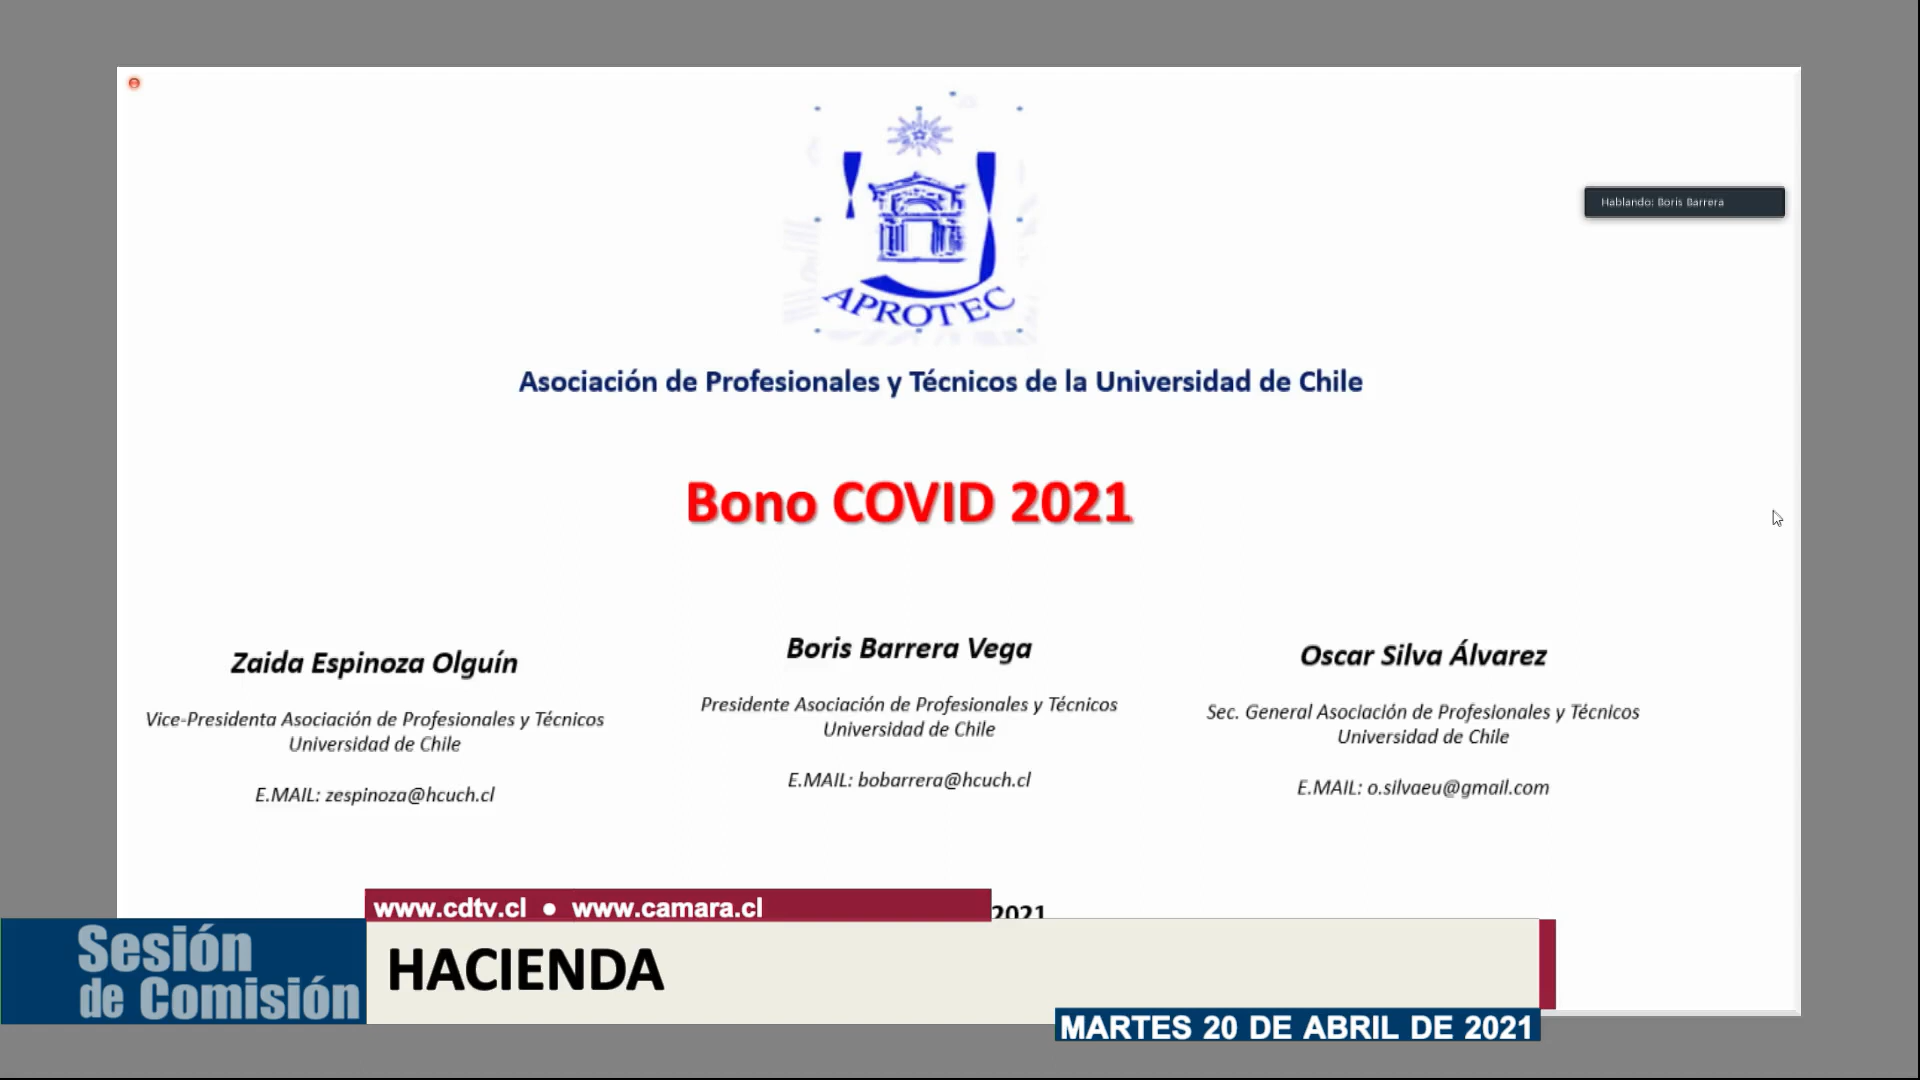 APROTEC
Hablando: Boris Barrera
Asociación de Profesionales y Técnicos de la Universidad de Chile
Bono COVID 2021
Zaida Espinoza Olguín
Vice-Presidenta Asociación de Profesionales y Técnicos
Universidad de Chile
E.MAIL: zespinoza@hcuch.cl
Boris Barrera Vega
Presidente Asociación de Profesionales y Técnicos
Universidad de Chile
E.MAIL: bobarrera@hcuch.cl
Oscar Silva Álvarez
Sec. General Asociación de Profesionales y Técnicos
Universidad de Chile
E.MAIL: o.silvaeu@gmail.com
2021
www.cdtv.cl ● www.camara.cl
Sesión
de Comisión
HACIENDA
MARTES 20 DE ABRIL DE 2021